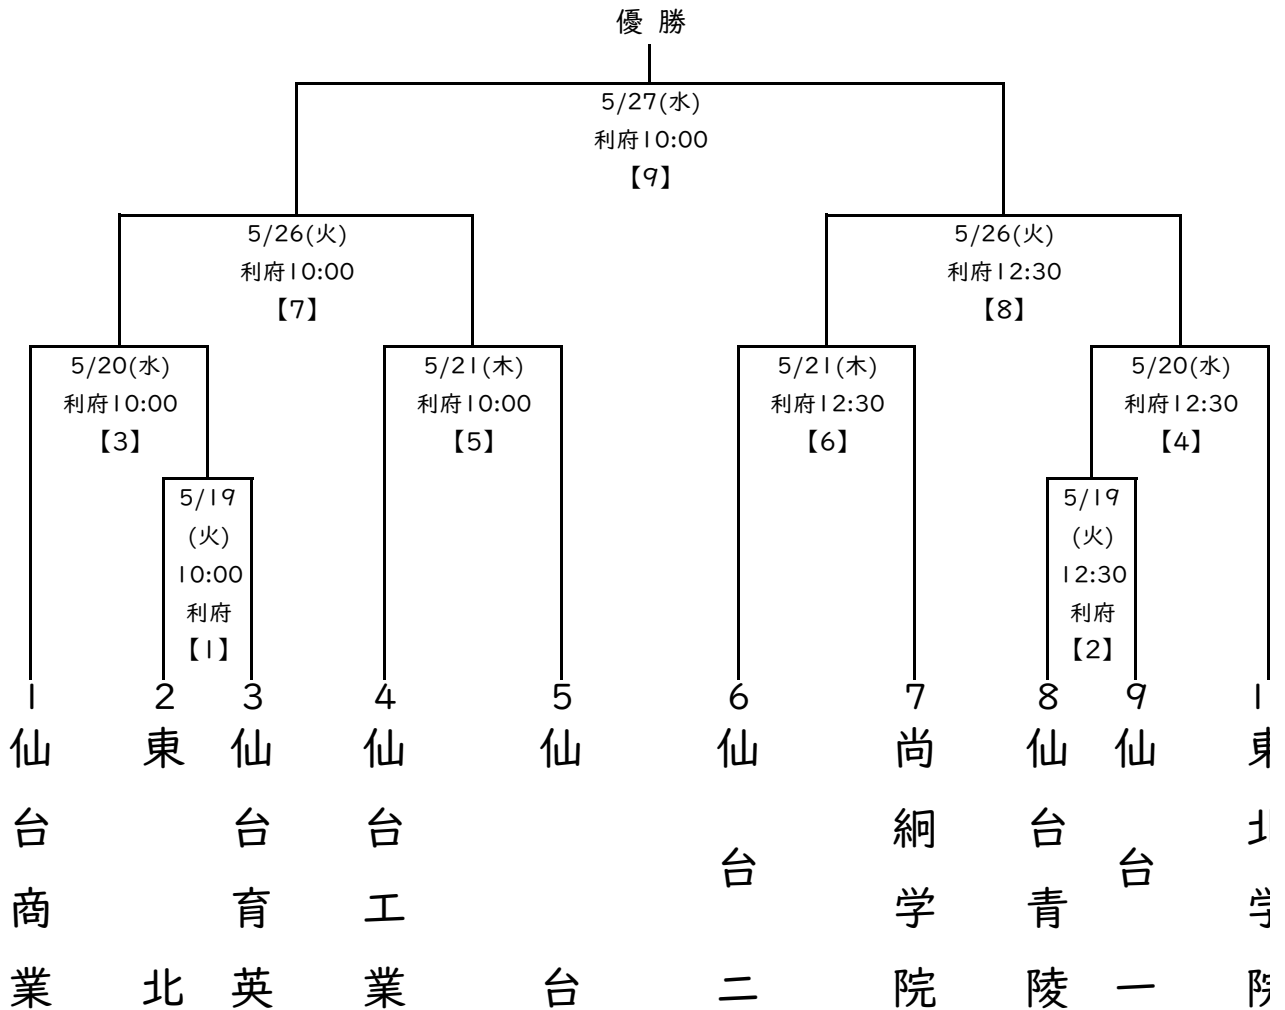 優勝
5/27(水)
利府10:00
【9】
5/26(火)
利府10:00
【7】
5/26(火)
利府12:30
【8】
5/20(水)
利府10:00
【3】
5/21(木)
利府10:00
【5】
5/21(木)
利府12:30
【6】
5/20(水)
利府12:30
【4】
5/19
(火)
10:00
利府
【1】
5/19
(火)
12:30
利府
【2】
1
仙台商業
2
東北
3
仙台育英
4
仙台工業
5
仙台
6
仙台二
7
尚絅学院
8
仙台青陵
9
仙台一
1
東北学院